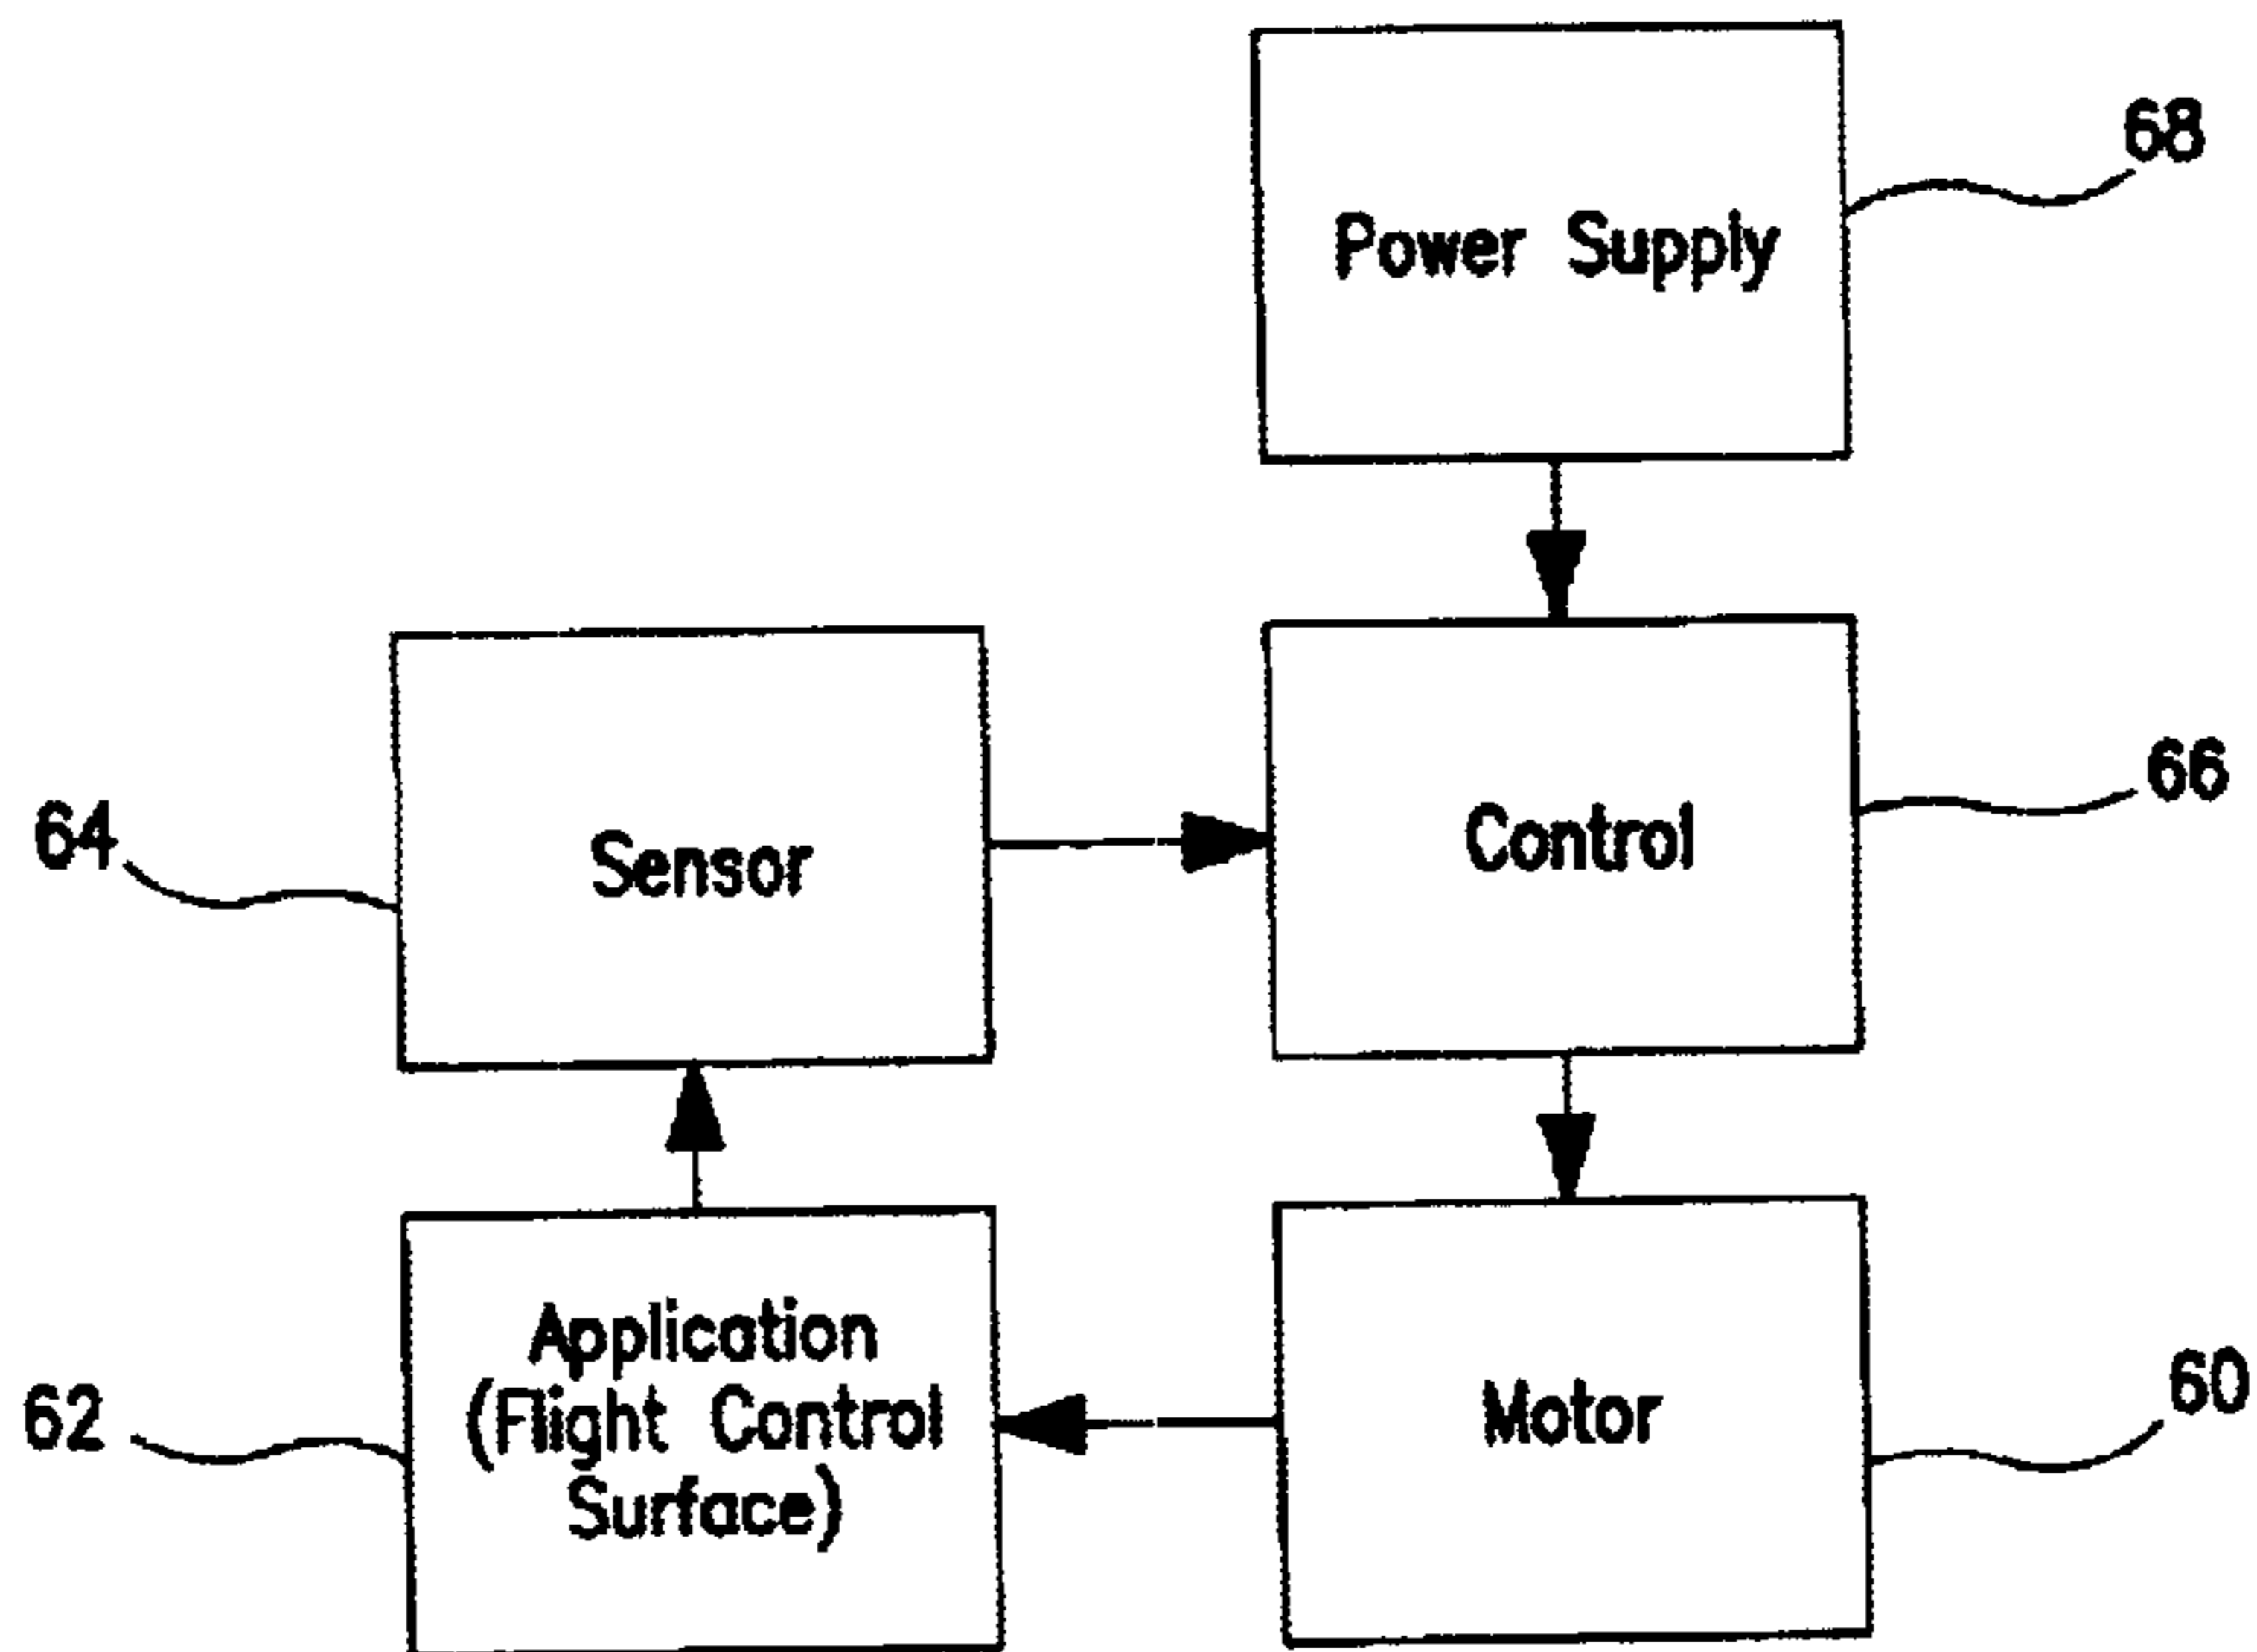 68
Power Supply
64
Sensor
Control
66
62
Application
(Flight Control
Surface)
Motor
60